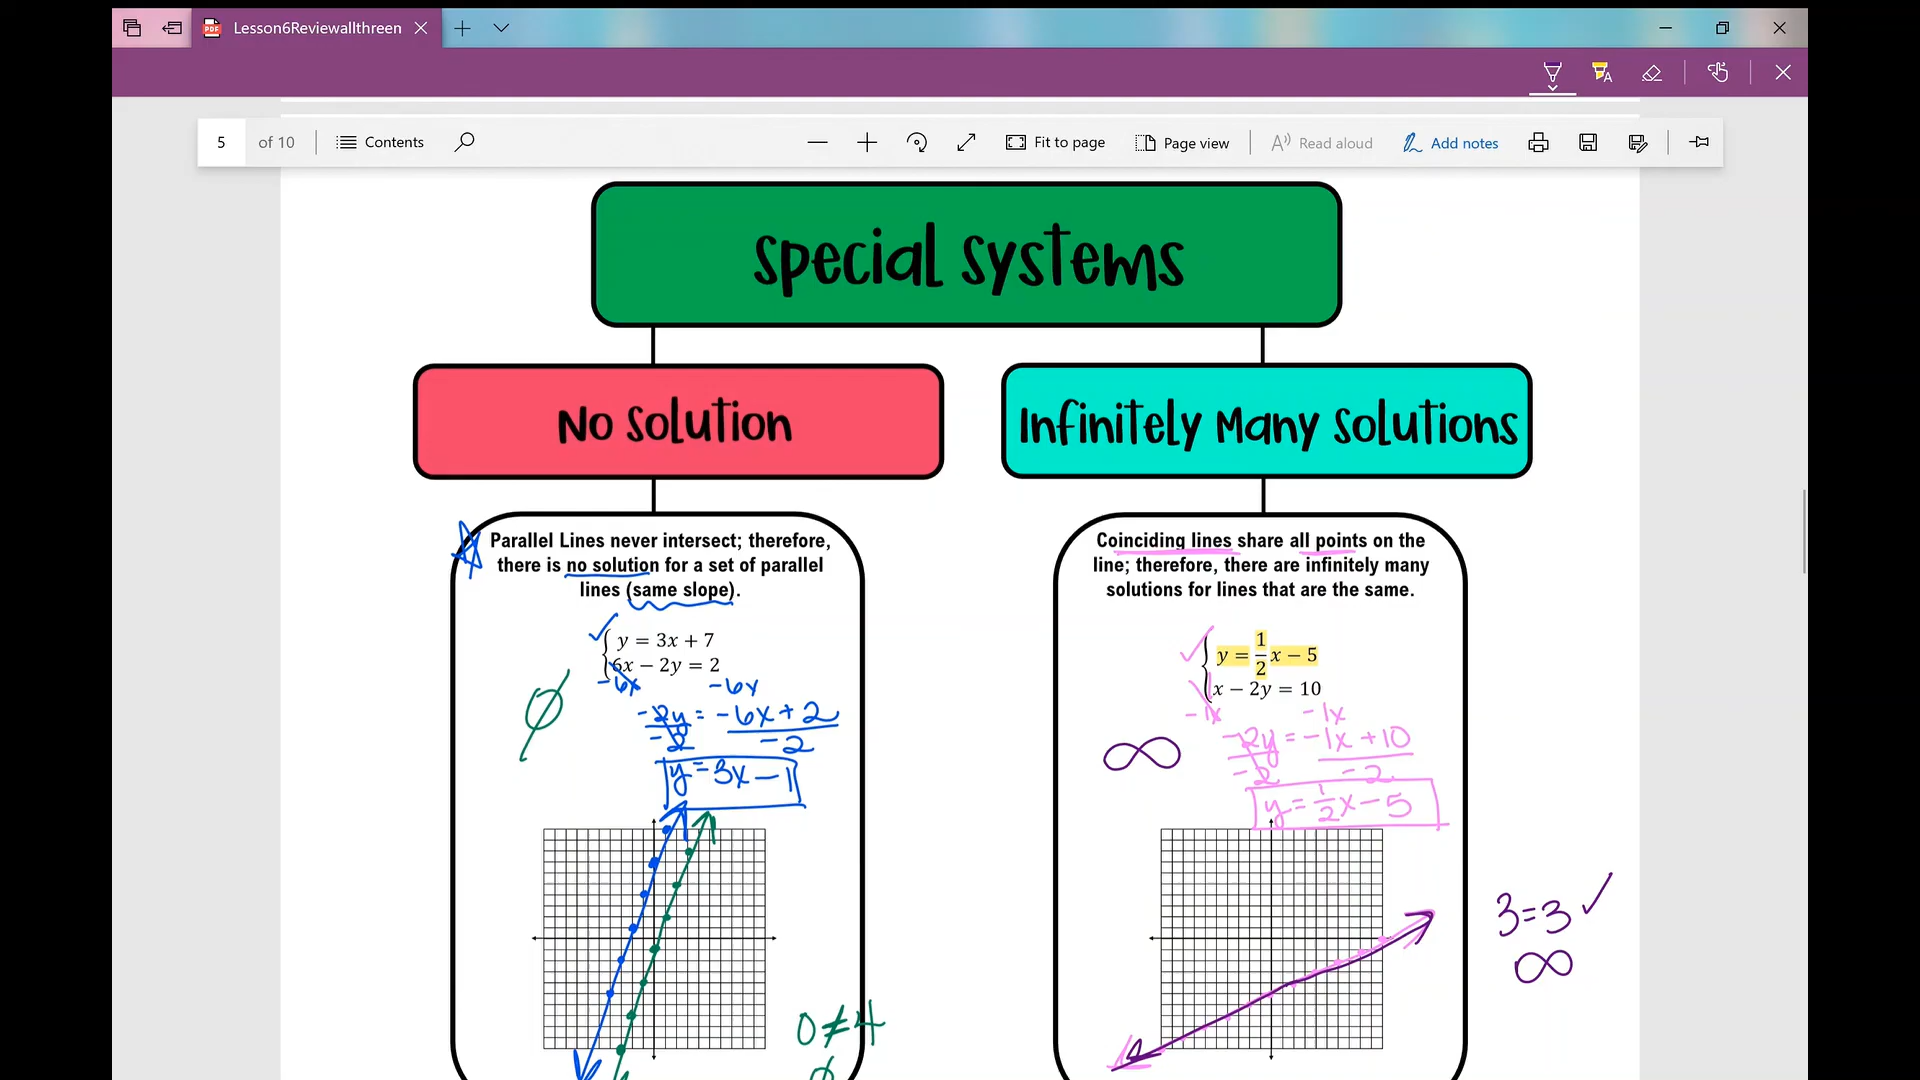 Lesson6Reviewallthreen
5 of 10 Contents Fit to page Page view Read aloud Add notes
Special Systems
No Solution
Infinitely Many Solutions
Parallel Lines never intersect; therefore,
there is no solution for a set of parallel
lines (same slope).
y = 3x + 7
6x − 2y = 2
-6x -6x
-2y = -6x + 2
-2 -2
y = 3x - 1
∅
0 ≠ 4
∅
Coinciding lines share all points on the
line; therefore, there are infinitely many
solutions for lines that are the same.
y = 1/2 x − 5
x − 2y = 10
-1x -1x
-2y = -1x + 10
-2 -2
y = 1/2 x - 5
∞
3 = 3 ✓
∞